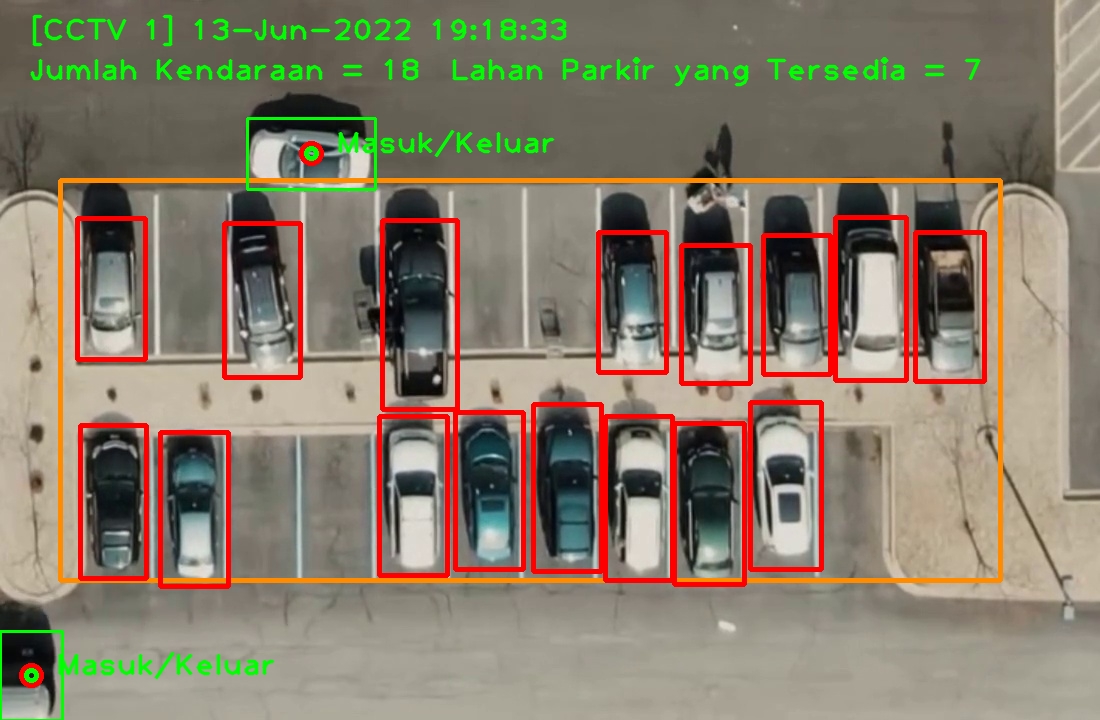 [CCTV 1] 13-Jun-2022 19:18:33
Jumlah Kendaraan = 18 Lahan Parkir yang Tersedia = 7
Masuk/Keluar
Masuk/Keluar